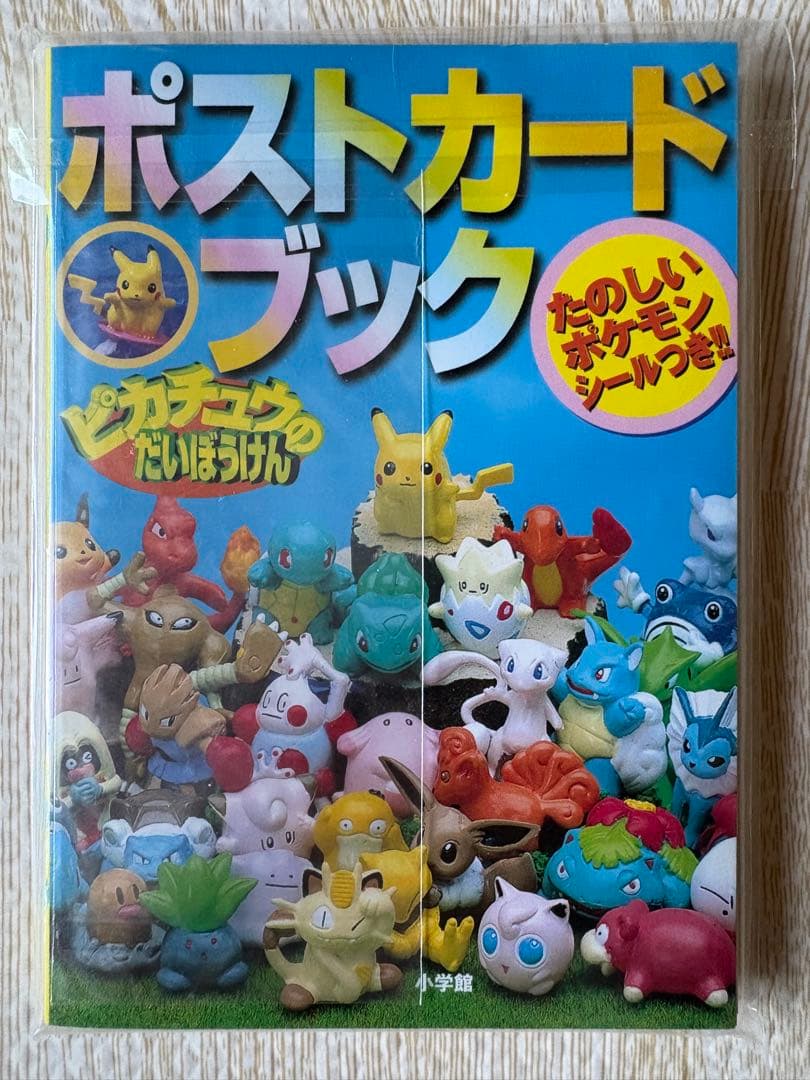 ポストカード
ブック
たのしい
ポケモン
シールつき!!
ピカチュウの
だいぼうけん
小学館